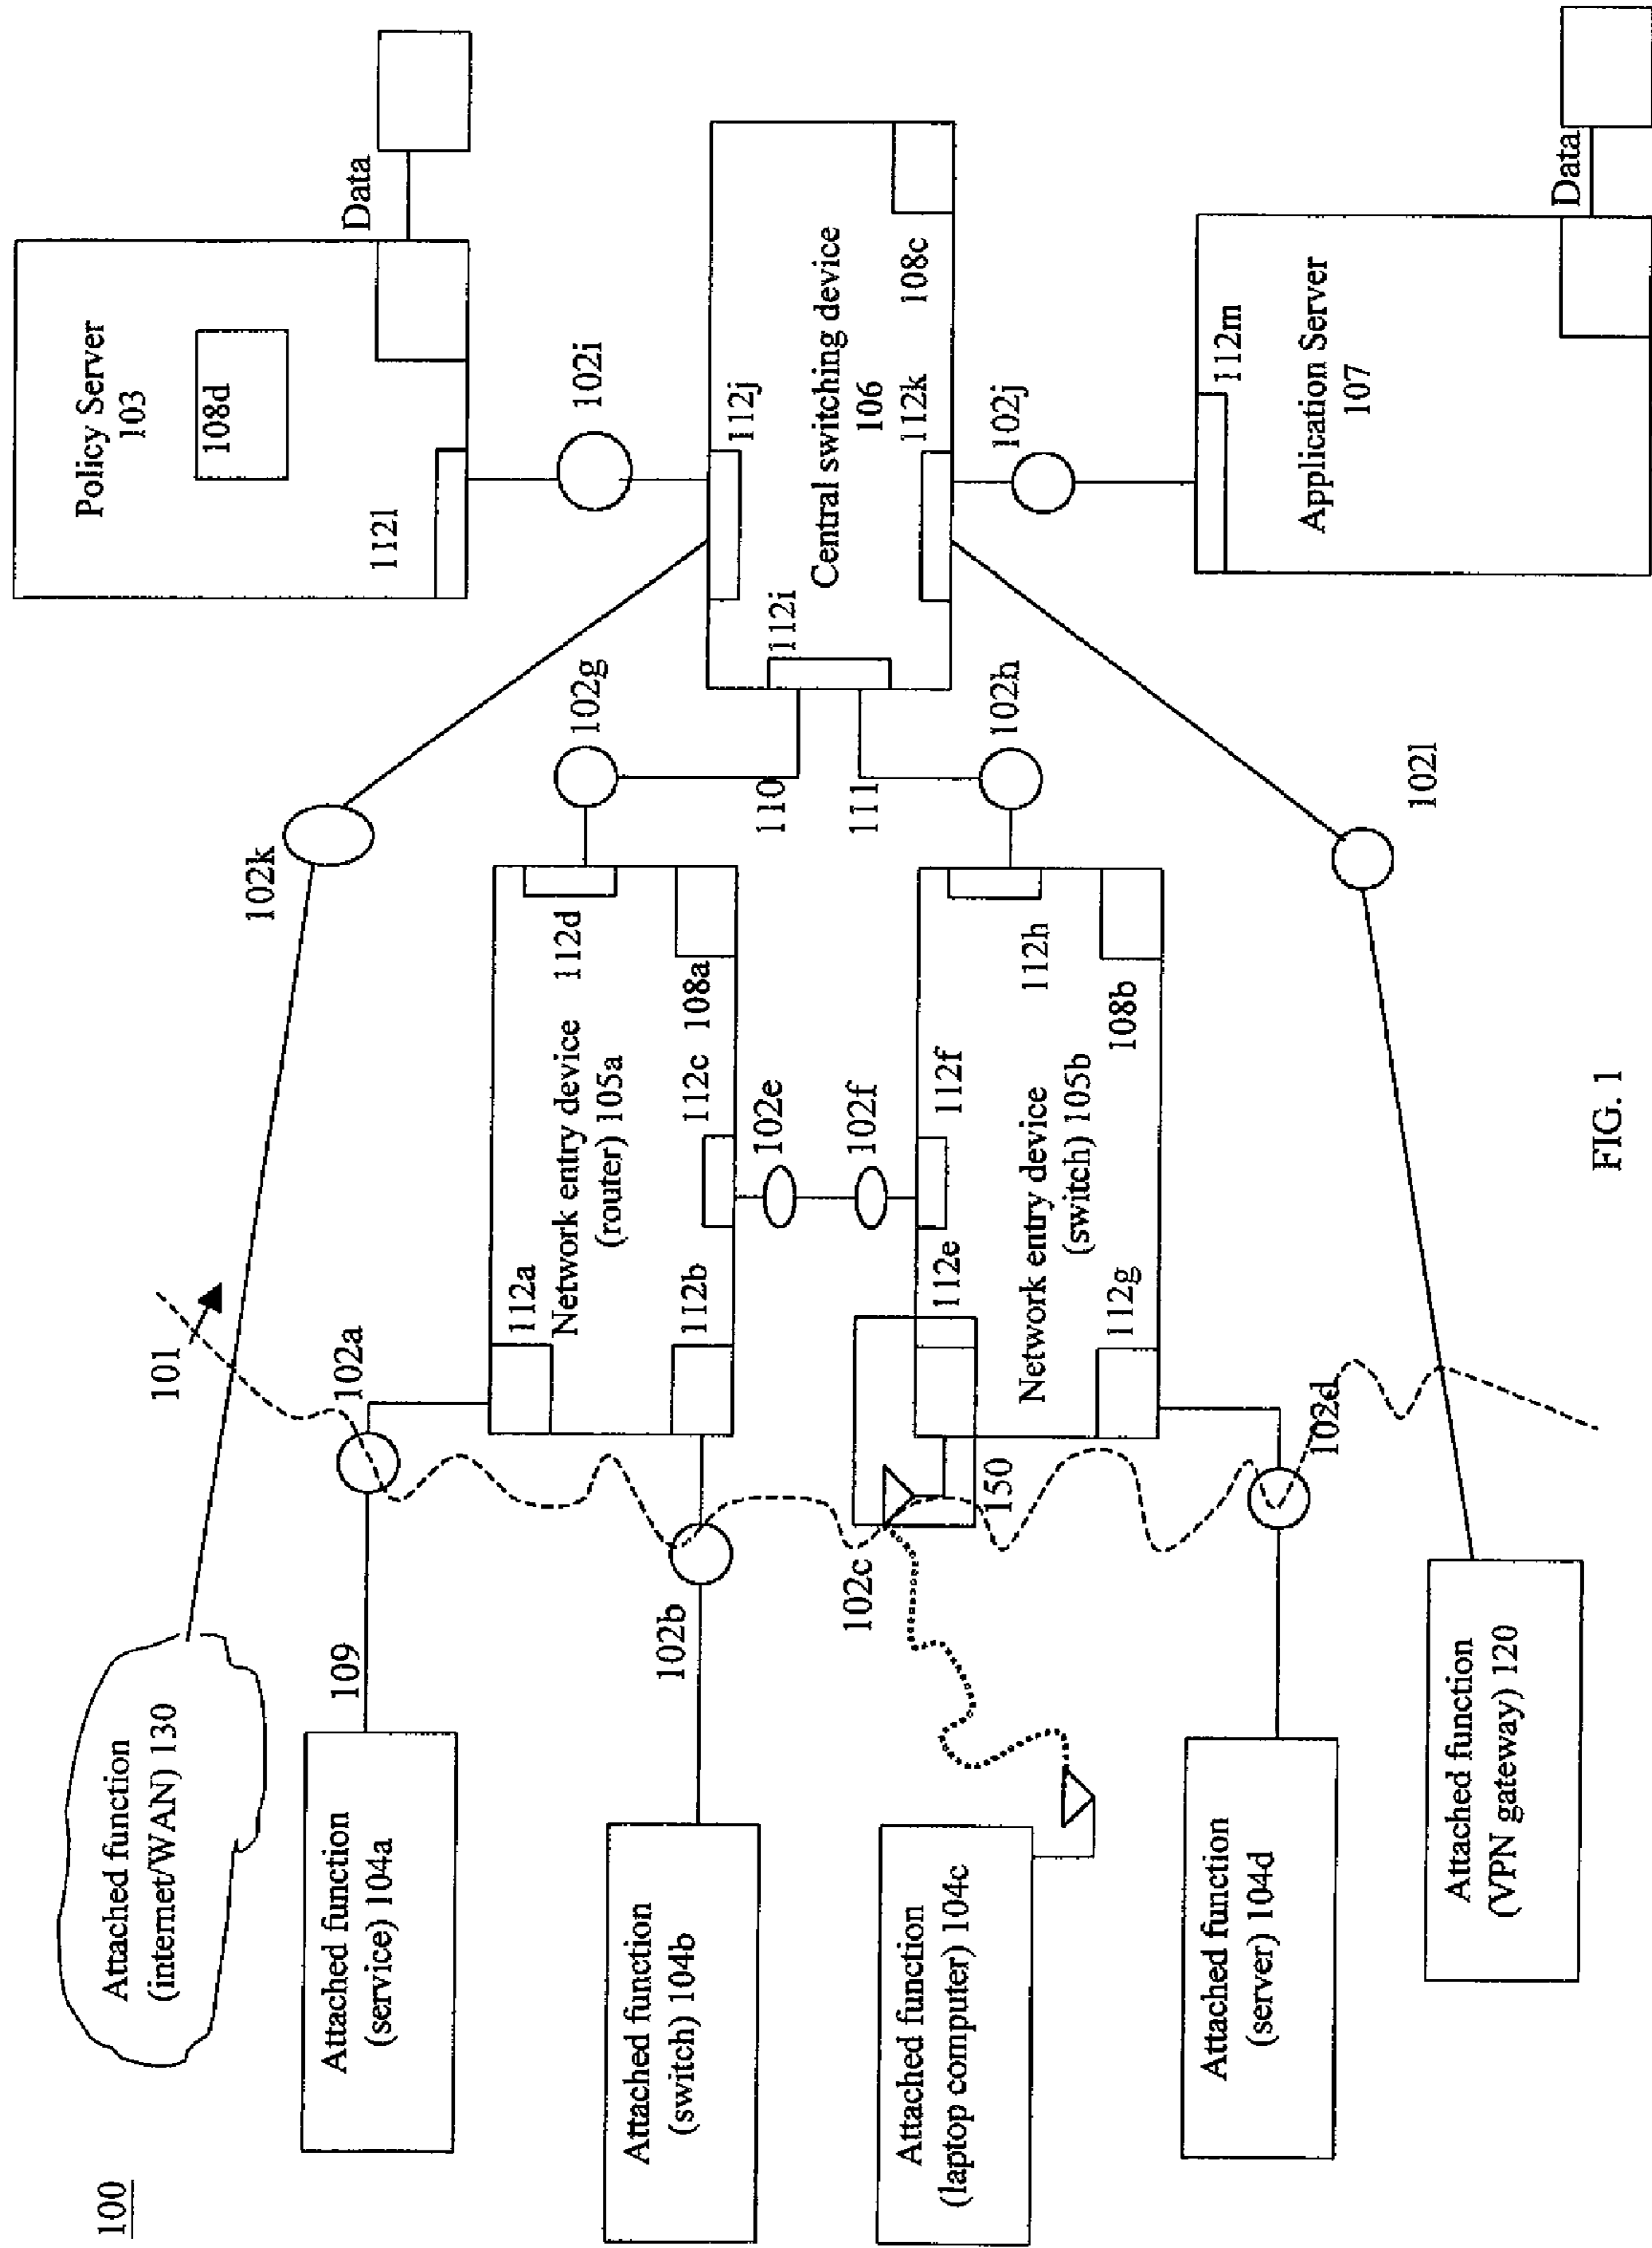 100
Attached function
(internet/WAN) 130
101
102k
Policy Server
103
108d
112l
Data
Attached function
(service) 104a
109
102a
112a
Network entry device
(router) 105a
112d
112b
112c
108a
102g
102i
110
Attached function
(switch) 104b
102b
102e
102f
112j
112i
Central switching device
106
112k
108c
Attached function
(laptop computer) 104c
102c
150
112e
112f
Network entry device
(switch) 105b
112h
112g
108b
111
102h
102j
Attached function
(server) 104d
102d
112m
Application Server
107
Data
Attached function
(VPN gateway) 120
102l
FIG. 1